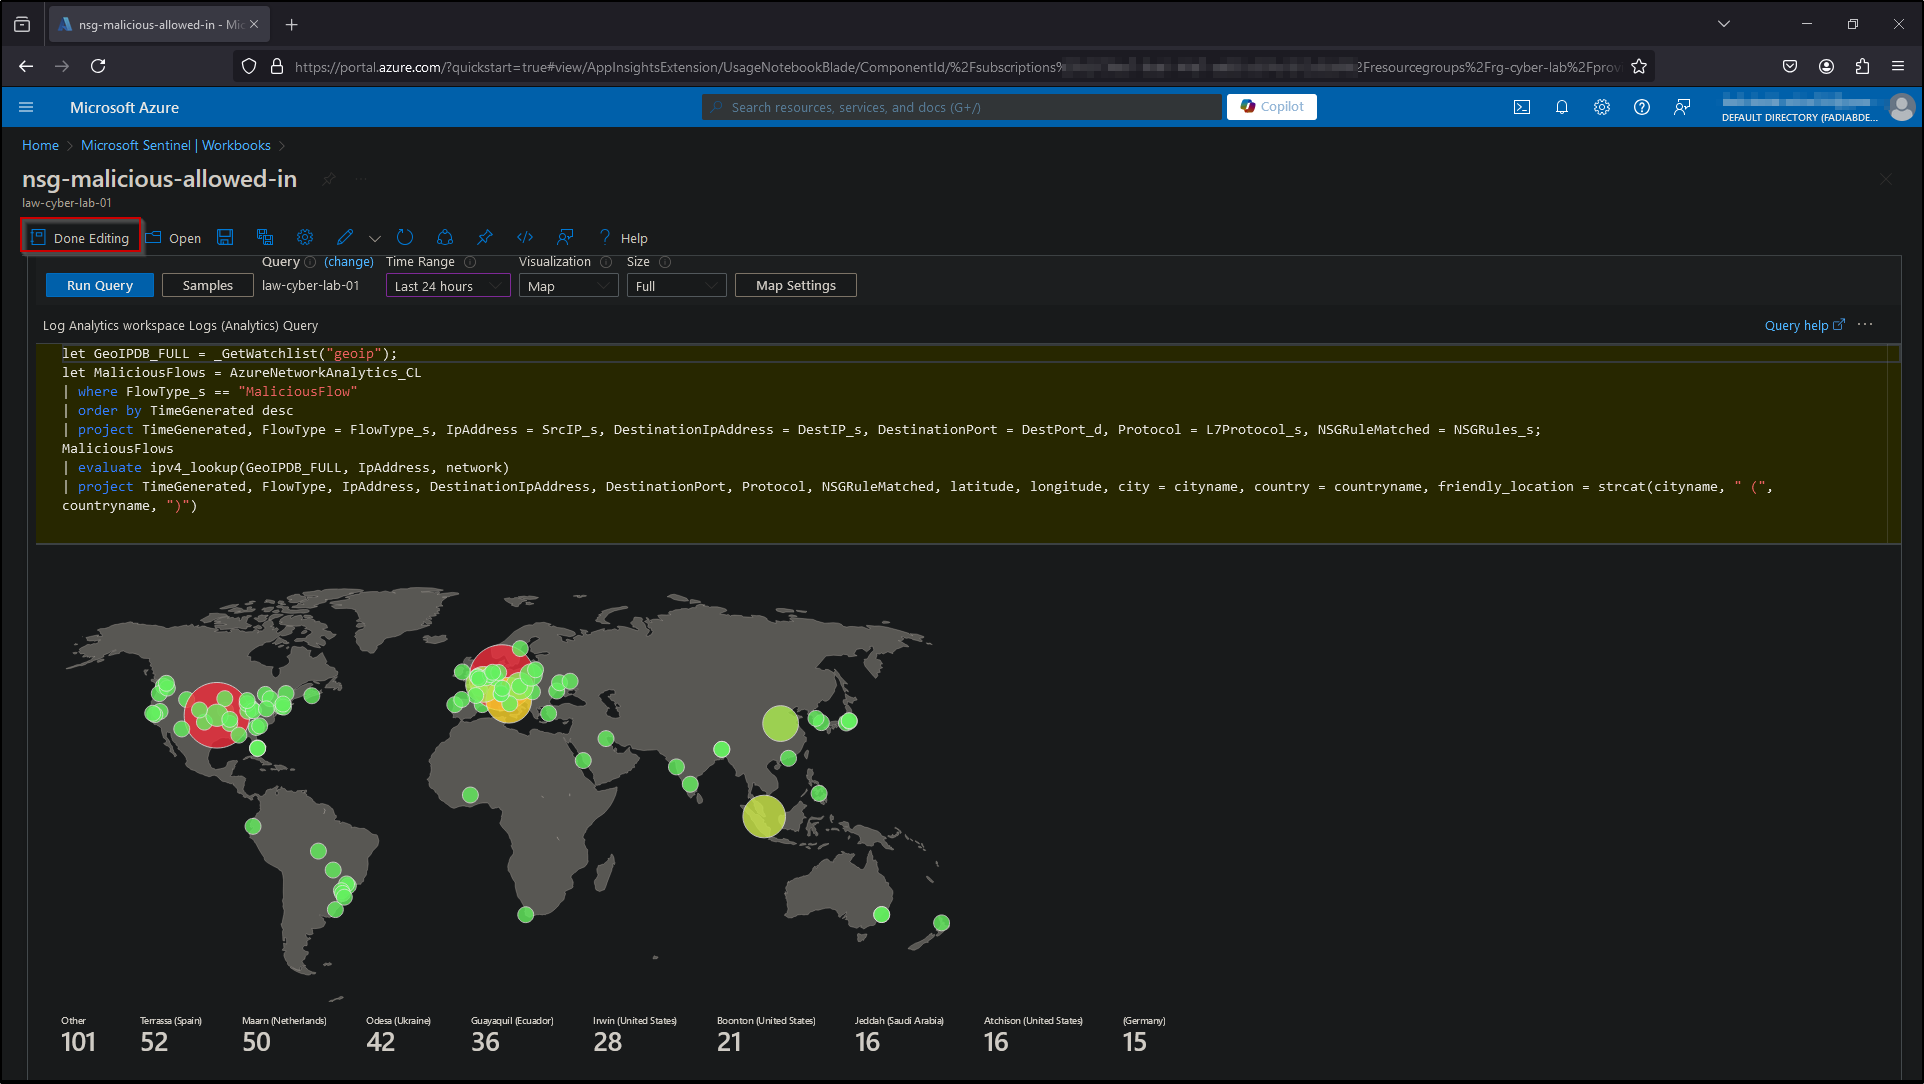 nsg-malicious-allowed-in - Mic
https://portal.azure.com/?quickstart=true#view/AppInsightsExtension/UsageNotebookBlade/ComponentId/%2Fsubscriptions% 2Fresourcegroups%2Frg-cyber-lab%2Fprov
Microsoft Azure
Search resources, services, and docs (G+/)
Copilot
DEFAULT DIRECTORY (FADIABDE...
Home > Microsoft Sentinel | Workbooks >
nsg-malicious-allowed-in
law-cyber-lab-01
Done Editing Open Help
Query (change) Time Range Visualization Size
Run Query Samples law-cyber-lab-01 Last 24 hours Map Full Map Settings
Log Analytics workspace Logs (Analytics) Query
Query help
let GeoIPDB_FULL = _GetWatchlist("geoip");
let MaliciousFlows = AzureNetworkAnalytics_CL
| where FlowType_s == "MaliciousFlow"
| order by TimeGenerated desc
| project TimeGenerated, FlowType = FlowType_s, IpAddress = SrcIP_s, DestinationIpAddress = DestIP_s, DestinationPort = DestPort_d, Protocol = L7Protocol_s, NSGRuleMatched = NSGRules_s;
MaliciousFlows
| evaluate ipv4_lookup(GeoIPDB_FULL, IpAddress, network)
| project TimeGenerated, FlowType, IpAddress, DestinationIpAddress, DestinationPort, Protocol, NSGRuleMatched, latitude, longitude, city = cityname, country = countryname, friendly_location = strcat(cityname, " (",
countryname, ")")
Other Terrassa (Spain) Maarn (Netherlands) Odesa (Ukraine) Guayaquil (Ecuador) Irwin (United States) Boonton (United States) Jeddah (Saudi Arabia) Atchison (United States) (Germany)
101 52 50 42 36 28 21 16 16 15